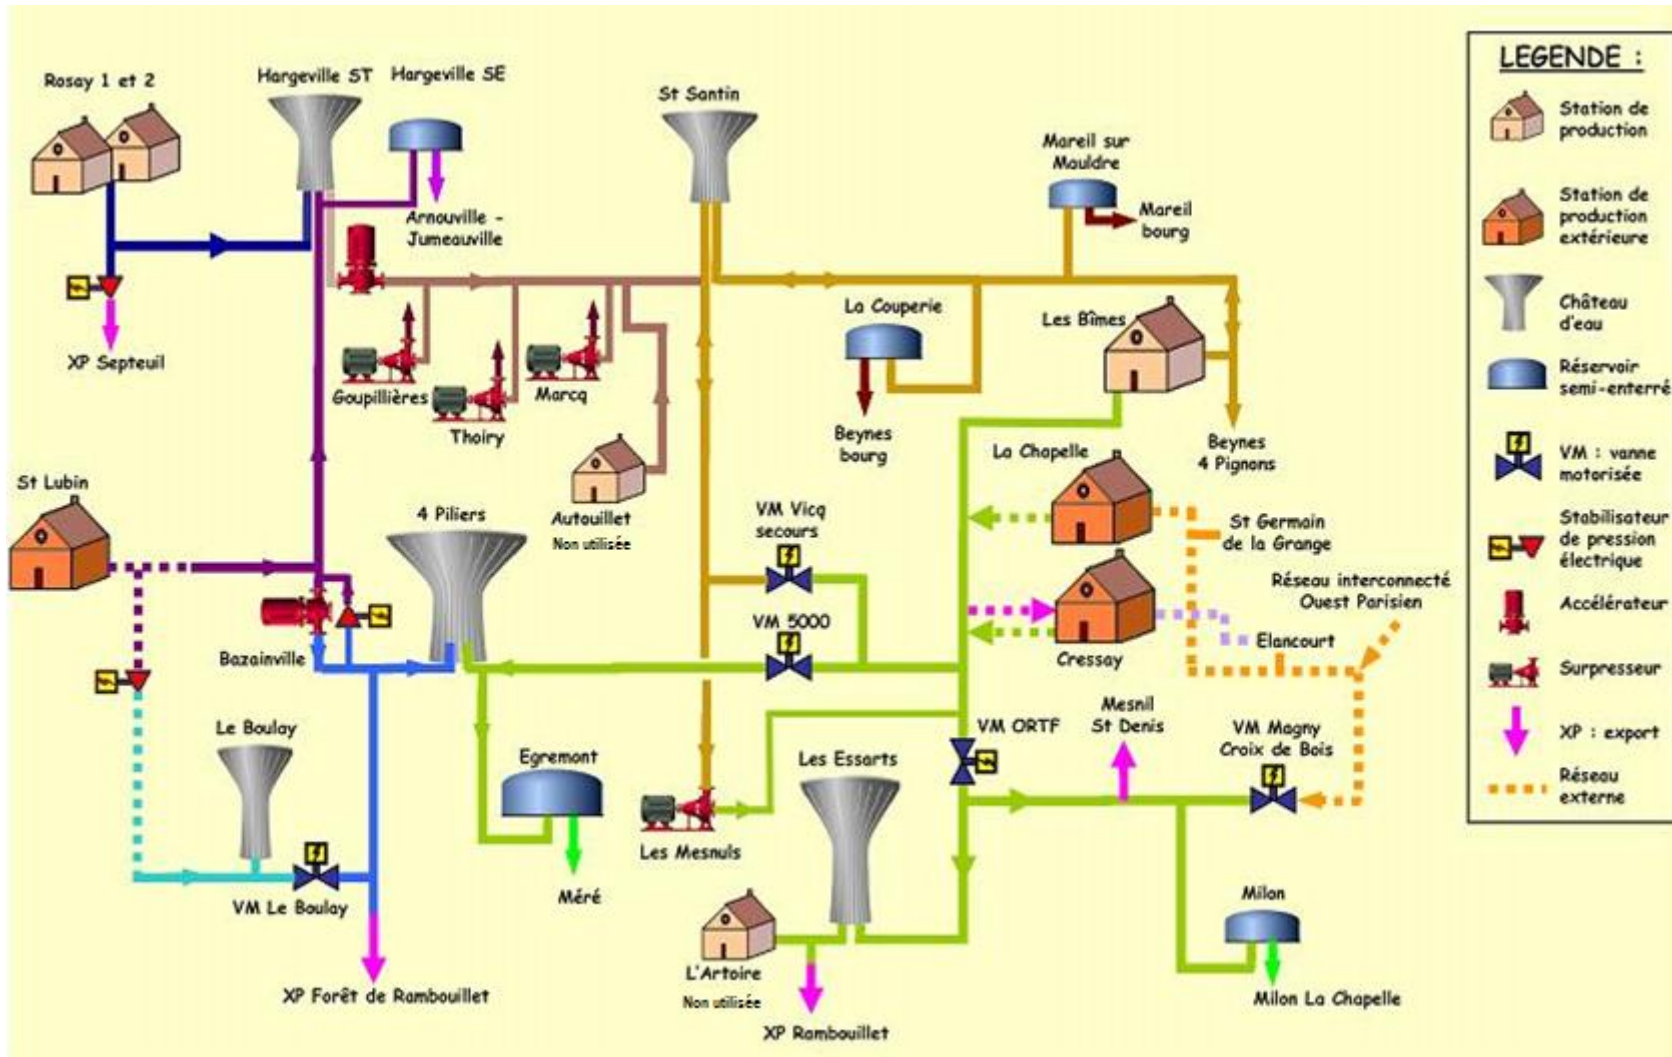 Rosay 1 et 2
Hargeville ST
Hargeville SE
St Santin
Mareil sur
Mauldre
Mareil
bourg
Arnouville -
Jumeauville
XP Septeuil
Goupillières
Thoiry
Marcq
La Couperie
Beynes
bourg
Les Bîmes
Beynes
4 Pignons
La Chapelle
St Lubin
4 Piliers
Autouillet
Non utilisée
VM Vicq
secours
St Germain
de la Grange
Réseau interconnecté
Ouest Parisien
VM 5000
Elancourt
Cressay
Bazainville
Mesnil
St Denis
VM Magny
Croix de Bois
VM ORTF
Le Boulay
Egremont
Les Essarts
Les Mesnuls
VM Le Boulay
Méré
Milon
L'Artoire
Non utilisée
XP Forêt de Rambouillet
XP Rambouillet
Milon La Chapelle
LEGENDE :
Station de
production
Station de
production
extérieure
Château
d'eau
Réservoir
semi-enterré
VM : vanne
motorisée
Stabilisateur
de pression
électrique
Accélérateur
Surpresseur
XP : export
Réseau
externe